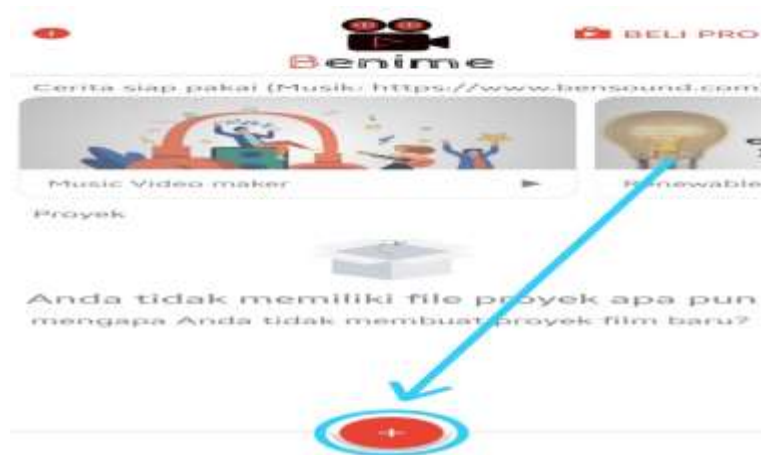 Benime
BELI PRO
Cerita siap pakai (Musik: https://www.bensound.com)
Music Video maker
Renewable
Proyek
Anda tidak memiliki file proyek apa pun
mengapa Anda tidak membuat proyek film baru?